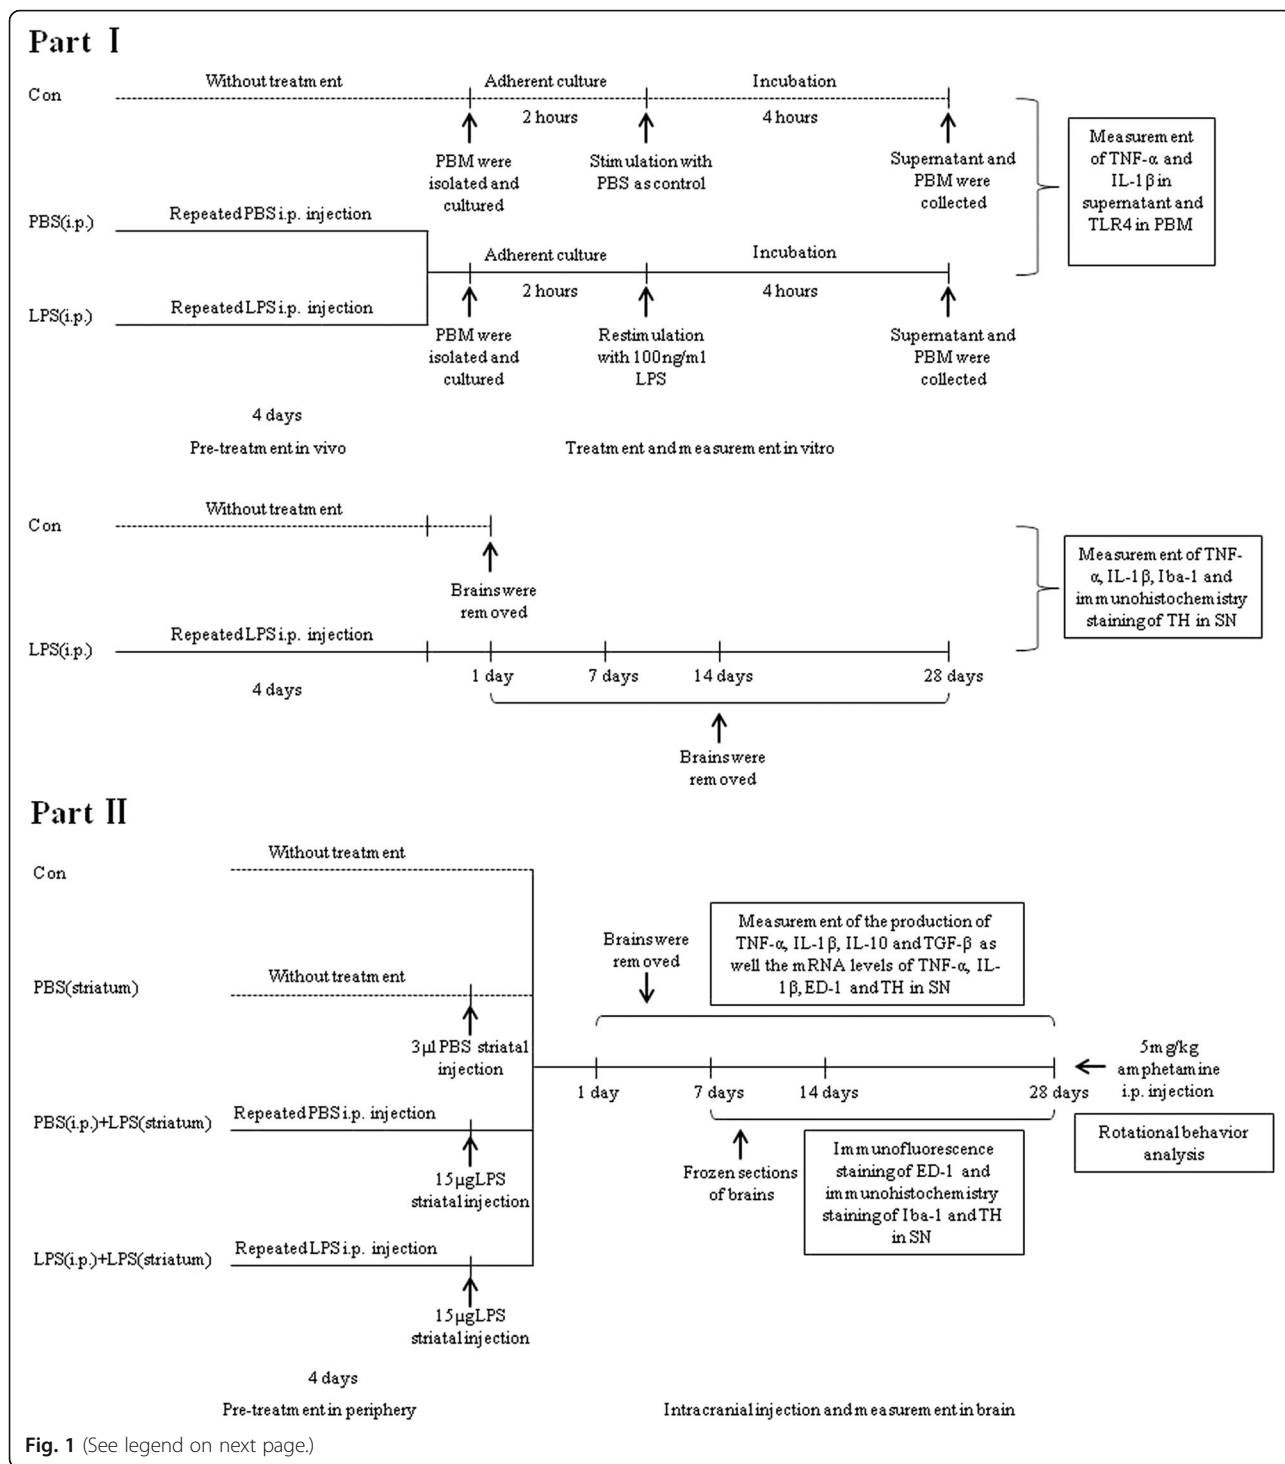 Part Ⅰ
Con
Without treatment
Adherent culture
Incubation
2 hours
4 hours
PBM were
isolated and
cultured
Stimulation with
PBS as control
Supernatant and
PBM were
collected
Measurement
of TNF-α and
IL-1β in
supernatant and
TLR4 in PBM
PBS(i.p.)
Repeated PBS i.p. injection
Adherent culture
Incubation
2 hours
4 hours
LPS(i.p.)
Repeated LPS i.p. injection
PBM were
isolated and
cultured
Restimulation
with 100ng/ml
LPS
Supernatant and
PBM were
collected
4 days
Pre-treatment in vivo
Treatment and measurement in vitro
Con
Without treatment
Brains were
removed
Measurement of TNF-
α, IL-1β, Iba-1 and
immunohistochemistry
staining of TH in SN
LPS(i.p.)
Repeated LPS i.p. injection
4 days
1 day
7 days
14 days
28 days
Brains were
removed
Part Ⅱ
Con
Without treatment
PBS(striatum)
Without treatment
3μl PBS striatal
injection
Brains were
removed
Measurement of the production of
TNF-α, IL-1β, IL-10 and TGF-β as
well the mRNA levels of TNF-α, IL-
1β, ED-1 and TH in SN
1 day
7 days
14 days
28 days
5mg/kg
amphetamine
i.p. injection
PBS(i.p.)+LPS(striatum)
Repeated PBS i.p. injection
15μg LPS
striatal injection
Frozen sections
of brains
Immunofluorescence
staining of ED-1 and
immunohistochemistry
staining of Iba-1 and TH
in SN
Rotational behavior
analysis
LPS(i.p.)+LPS(striatum)
Repeated LPS i.p. injection
15μg LPS
striatal injection
4 days
Pre-treatment in periphery
Intracranial injection and measurement in brain
Fig. 1 (See legend on next page.)